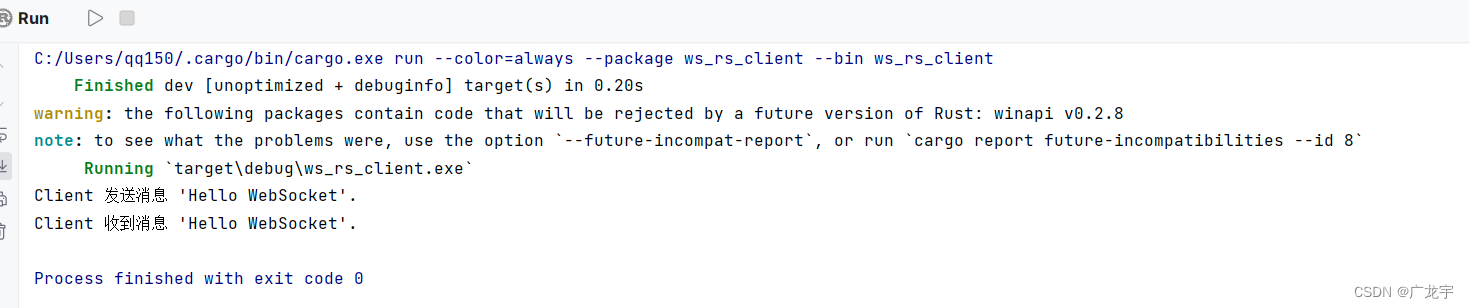 Run
C:/Users/qq150/.cargo/bin/cargo.exe run --color=always --package ws_rs_client --bin ws_rs_client
Finished dev [unoptimized + debuginfo] target(s) in 0.20s
warning: the following packages contain code that will be rejected by a future version of Rust: winapi v0.2.8
note: to see what the problems were, use the option `--future-incompat-report`, or run `cargo report future-incompatibilities --id 8`
Running `target\debug\ws_rs_client.exe`
Client 发送消息 'Hello WebSocket'.
Client 收到消息 'Hello WebSocket'.
Process finished with exit code 0
CSDN @广龙宇